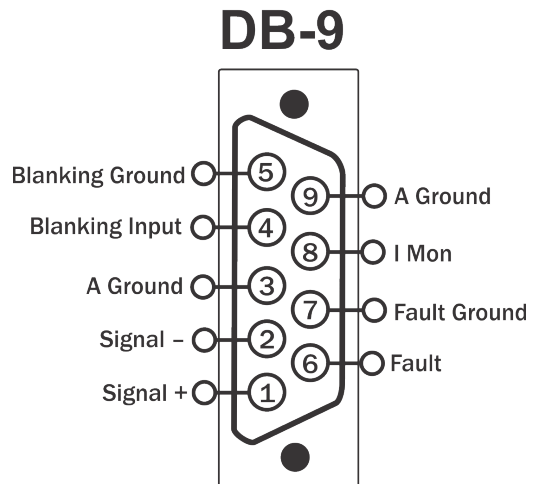 DB-9
Blanking Ground
5
9
A Ground
Blanking Input
4
8
I Mon
A Ground
3
7
Fault Ground
Signal –
2
6
Fault
Signal +
1